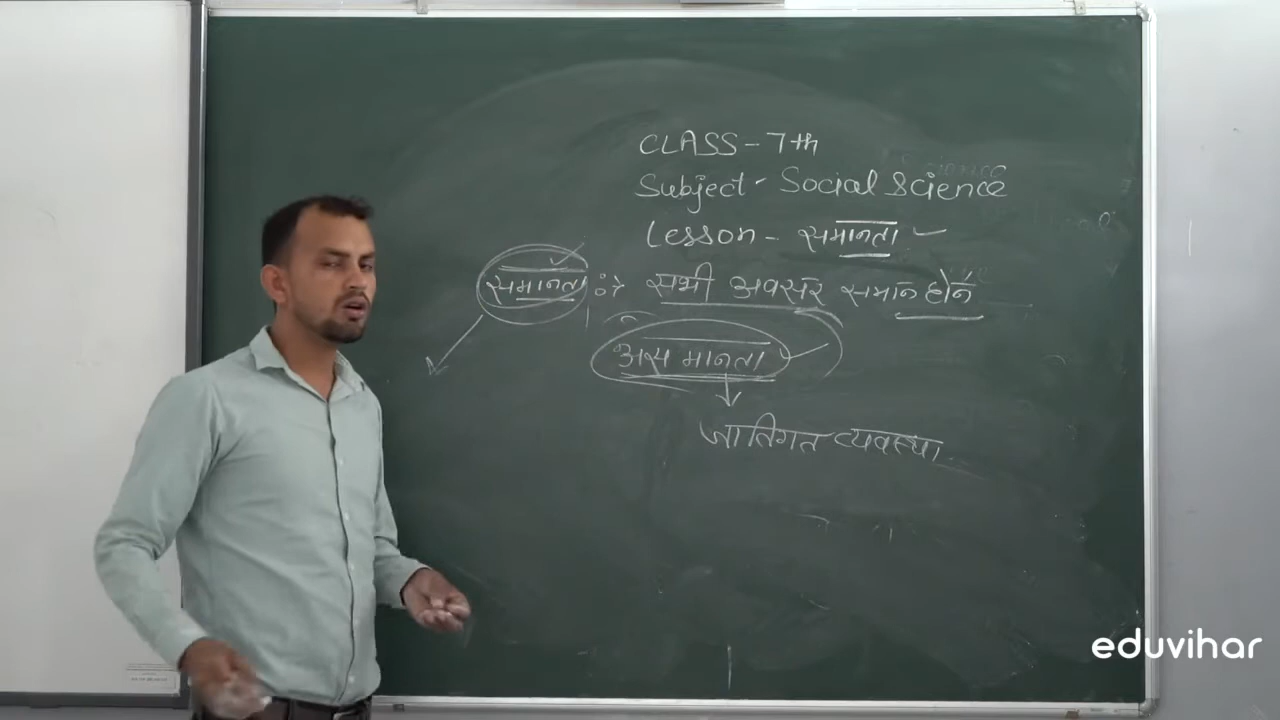 CLASS - 7th
Subject - Social Science
Lesson - समानता
समानता :→ सभी अवसर समान होने
असमानता
जातिगत व्यवस्था
eduvihar